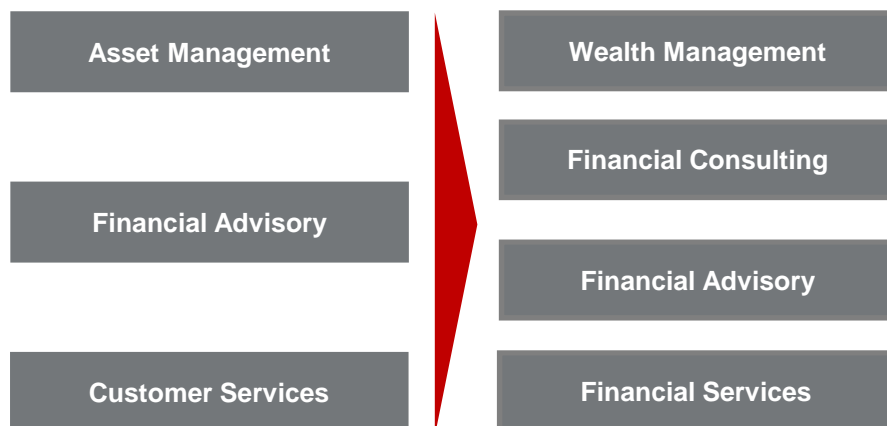 Asset Management
Financial Advisory
Customer Services
Wealth Management
Financial Consulting
Financial Advisory
Financial Services